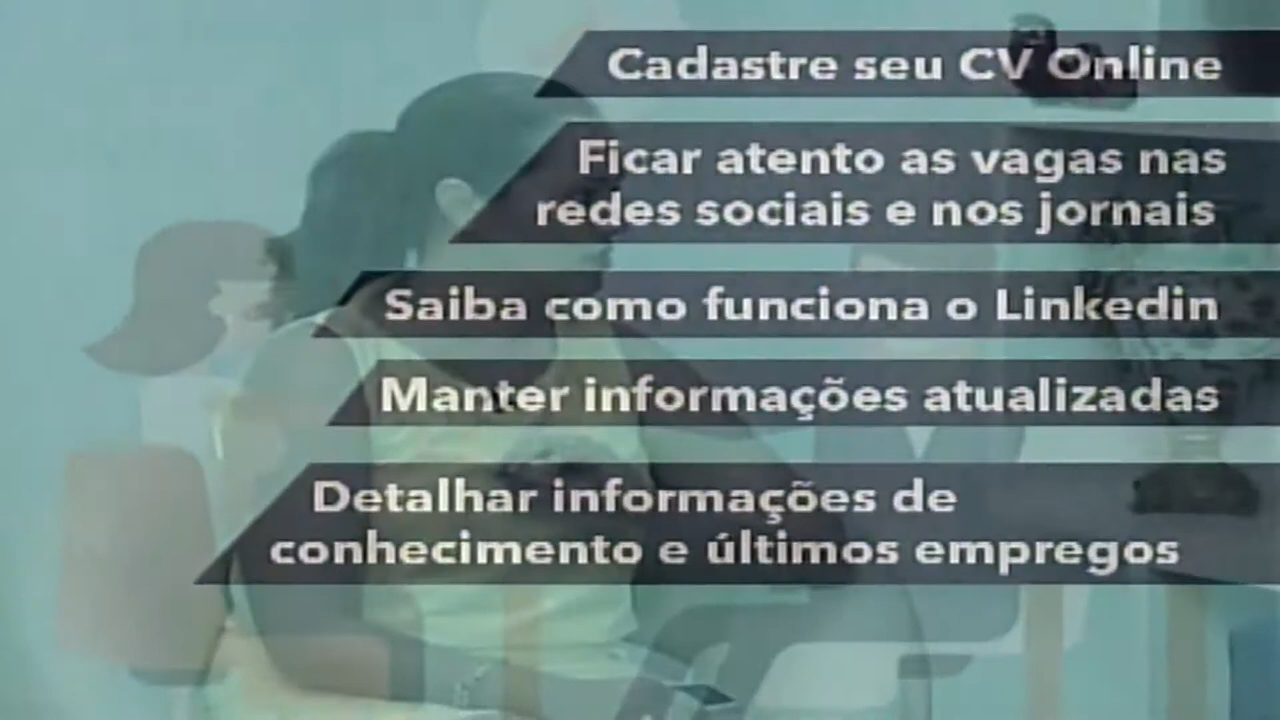 Cadastre seu CV Online
Ficar atento as vagas nas
redes sociais e nos jornais
Saiba como funciona o Linkedin
Manter informações atualizadas
Detalhar informações de
conhecimento e últimos empregos